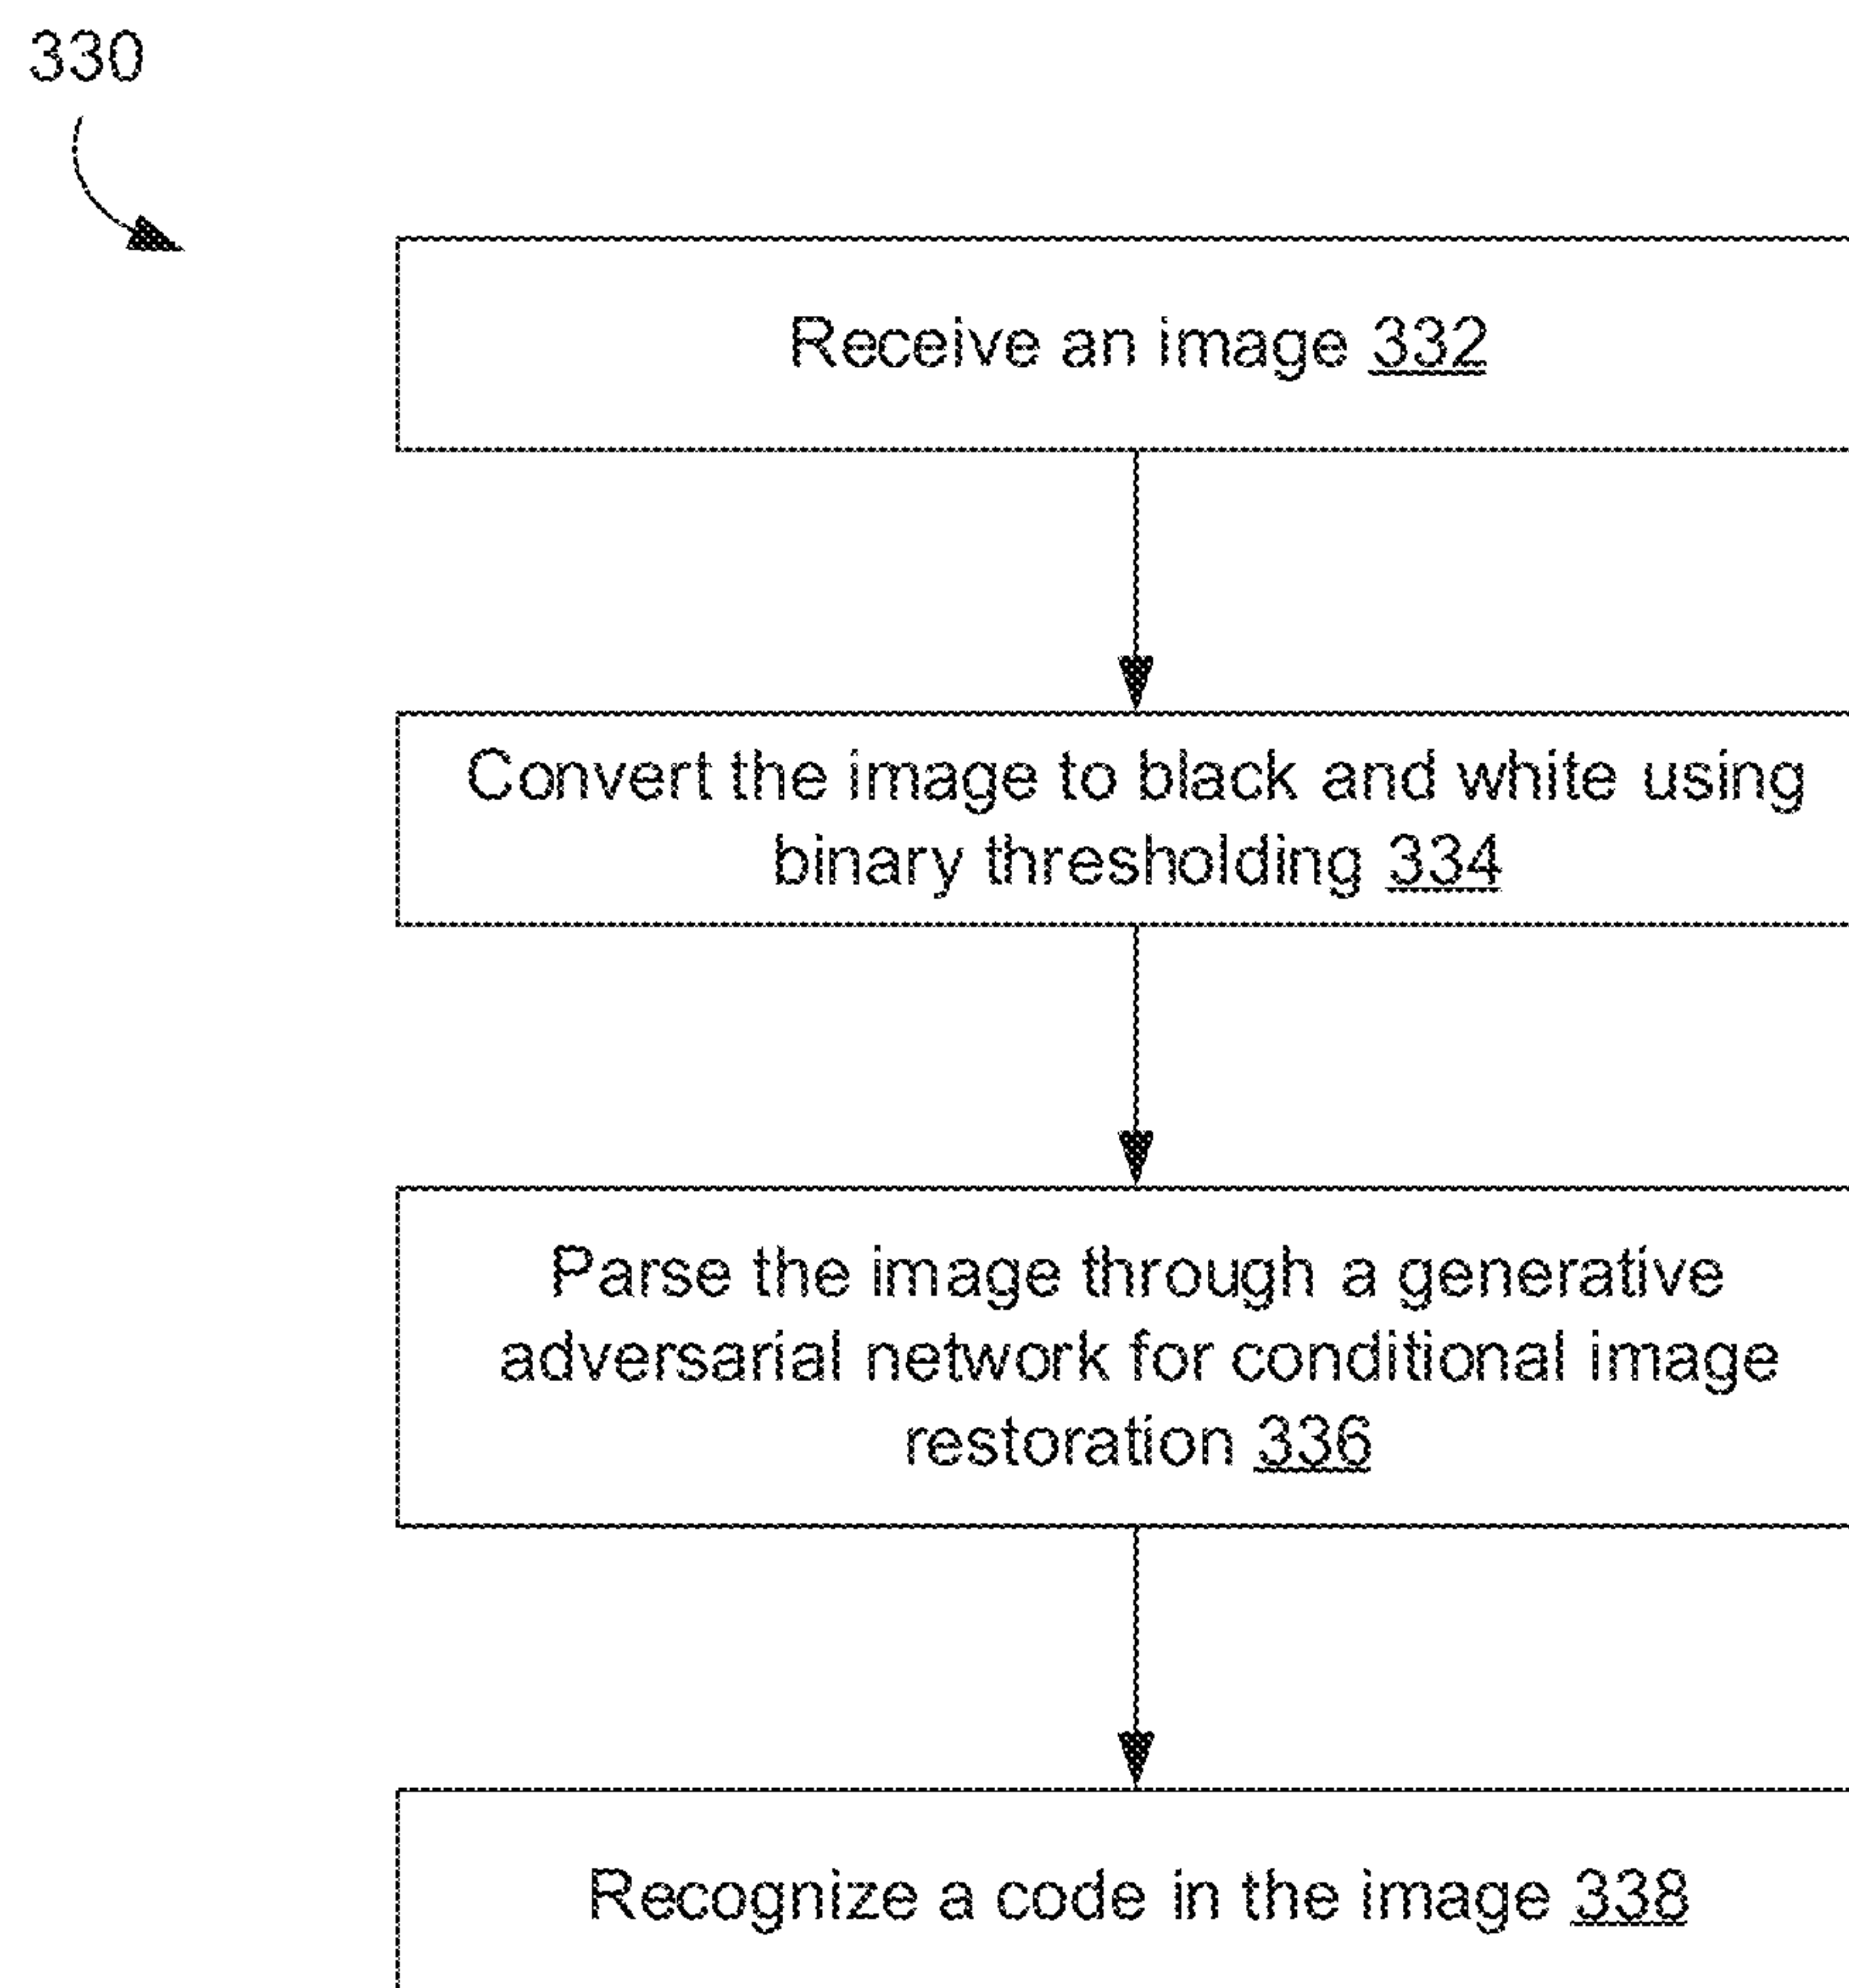 330
Receive an image 332
Convert the image to black and white using
binary thresholding 334
Parse the image through a generative
adversarial network for conditional image
restoration 336
Recognize a code in the image 338